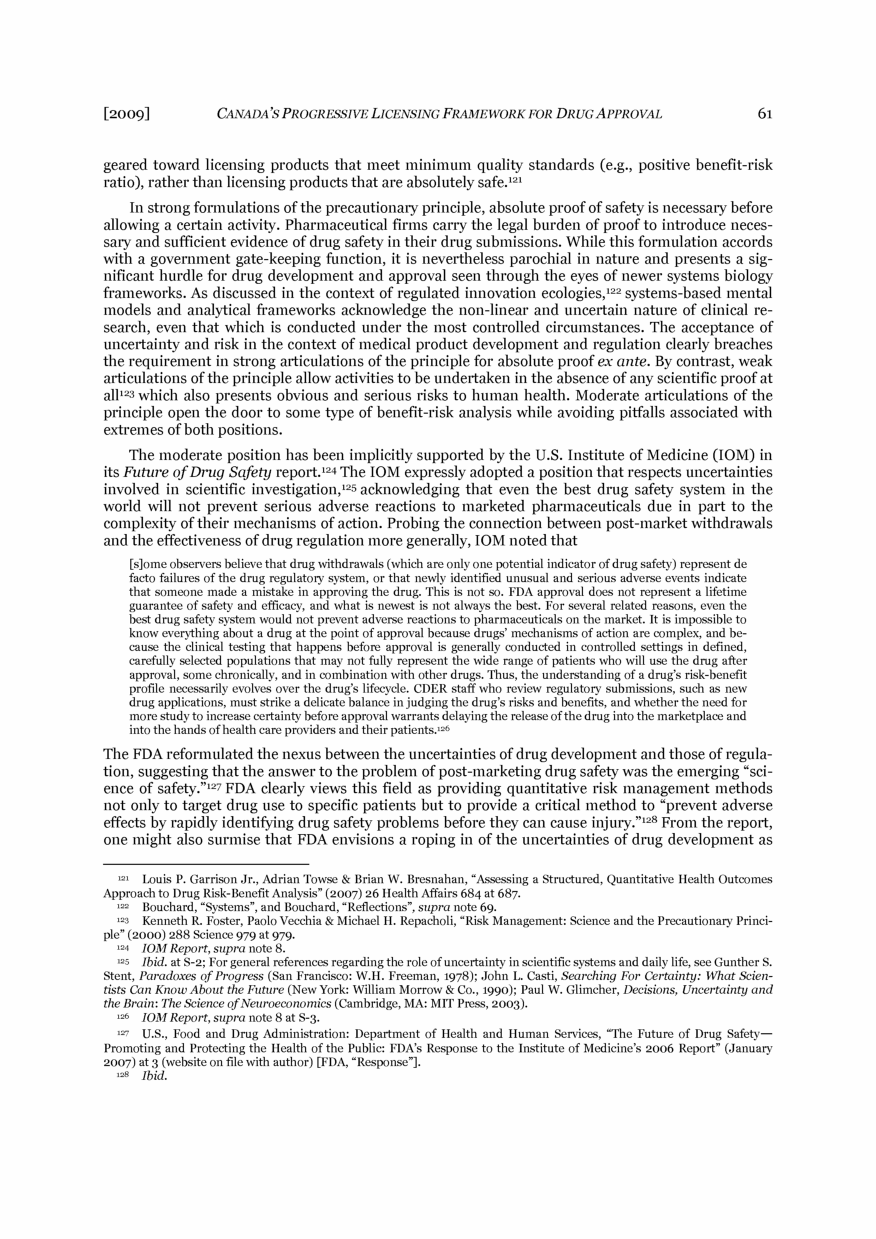 [2009] CANADA'S PROGRESSIVE LICENSING FRAMEWORK FOR DRUG APPROVAL 61
geared toward licensing products that meet minimum quality standards (e.g., positive benefit-risk
ratio), rather than licensing products that are absolutely safe.¹²¹
In strong formulations of the precautionary principle, absolute proof of safety is necessary before
allowing a certain activity. Pharmaceutical firms carry the legal burden of proof to introduce neces-
sary and sufficient evidence of drug safety in their drug submissions. While this formulation accords
with a government gate-keeping function, it is nevertheless parochial in nature and presents a sig-
nificant hurdle for drug development and approval seen through the eyes of newer systems biology
frameworks. As discussed in the context of regulated innovation ecologies,¹²² systems-based mental
models and analytical frameworks acknowledge the non-linear and uncertain nature of clinical re-
search, even that which is conducted under the most controlled circumstances. The acceptance of
uncertainty and risk in the context of medical product development and regulation clearly breaches
the requirement in strong articulations of the principle for absolute proof ex ante. By contrast, weak
articulations of the principle allow activities to be undertaken in the absence of any scientific proof at
all¹²³ which also presents obvious and serious risks to human health. Moderate articulations of the
principle open the door to some type of benefit-risk analysis while avoiding pitfalls associated with
extremes of both positions.
The moderate position has been implicitly supported by the U.S. Institute of Medicine (IOM) in
its Future of Drug Safety report.¹²⁴ The IOM expressly adopted a position that respects uncertainties
involved in scientific investigation,¹²⁵ acknowledging that even the best drug safety system in the
world will not prevent serious adverse reactions to marketed pharmaceuticals due in part to the
complexity of their mechanisms of action. Probing the connection between post-market withdrawals
and the effectiveness of drug regulation more generally, IOM noted that
[s]ome observers believe that drug withdrawals (which are only one potential indicator of drug safety) represent de
facto failures of the drug regulatory system, or that newly identified unusual and serious adverse events indicate
that someone made a mistake in approving the drug. This is not so. FDA approval does not represent a lifetime
guarantee of safety and efficacy, and what is newest is not always the best. For several related reasons, even the
best drug safety system would not prevent adverse reactions to pharmaceuticals on the market. It is impossible to
know everything about a drug at the point of approval because drugs' mechanisms of action are complex, and be-
cause the clinical testing that happens before approval is generally conducted in controlled settings in defined,
carefully selected populations that may not fully represent the wide range of patients who will use the drug after
approval, some chronically, and in combination with other drugs. Thus, the understanding of a drug's risk-benefit
profile necessarily evolves over the drug's lifecycle. CDER staff who review regulatory submissions, such as new
drug applications, must strike a delicate balance in judging the drug's risks and benefits, and whether the need for
more study to increase certainty before approval warrants delaying the release of the drug into the marketplace and
into the hands of health care providers and their patients.¹²⁶
The FDA reformulated the nexus between the uncertainties of drug development and those of regula-
tion, suggesting that the answer to the problem of post-marketing drug safety was the emerging “sci-
ence of safety.”¹²⁷ FDA clearly views this field as providing quantitative risk management methods
not only to target drug use to specific patients but to provide a critical method to “prevent adverse
effects by rapidly identifying drug safety problems before they can cause injury.”¹²⁸ From the report,
one might also surmise that FDA envisions a roping in of the uncertainties of drug development as
¹²¹ Louis P. Garrison Jr., Adrian Towse & Brian W. Bresnahan, “Assessing a Structured, Quantitative Health Outcomes
Approach to Drug Risk-Benefit Analysis” (2007) 26 Health Affairs 684 at 687.
¹²² Bouchard, “Systems”, and Bouchard, “Reflections”, supra note 69.
¹²³ Kenneth R. Foster, Paolo Vecchia & Michael H. Repacholi, “Risk Management: Science and the Precautionary Princi-
ple” (2000) 288 Science 979 at 979.
¹²⁴ IOM Report, supra note 8.
¹²⁵ Ibid. at S-2; For general references regarding the role of uncertainty in scientific systems and daily life, see Gunther S.
Stent, Paradoxes of Progress (San Francisco: W.H. Freeman, 1978); John L. Casti, Searching For Certainty: What Scien-
tists Can Know About the Future (New York: William Morrow & Co., 1990); Paul W. Glimcher, Decisions, Uncertainty and
the Brain: The Science of Neuroeconomics (Cambridge, MA: MIT Press, 2003).
¹²⁶ IOM Report, supra note 8 at S-3.
¹²⁷ U.S., Food and Drug Administration: Department of Health and Human Services, “The Future of Drug Safety—
Promoting and Protecting the Health of the Public: FDA's Response to the Institute of Medicine's 2006 Report” (January
2007) at 3 (website on file with author) [FDA, “Response”].
¹²⁸ Ibid.